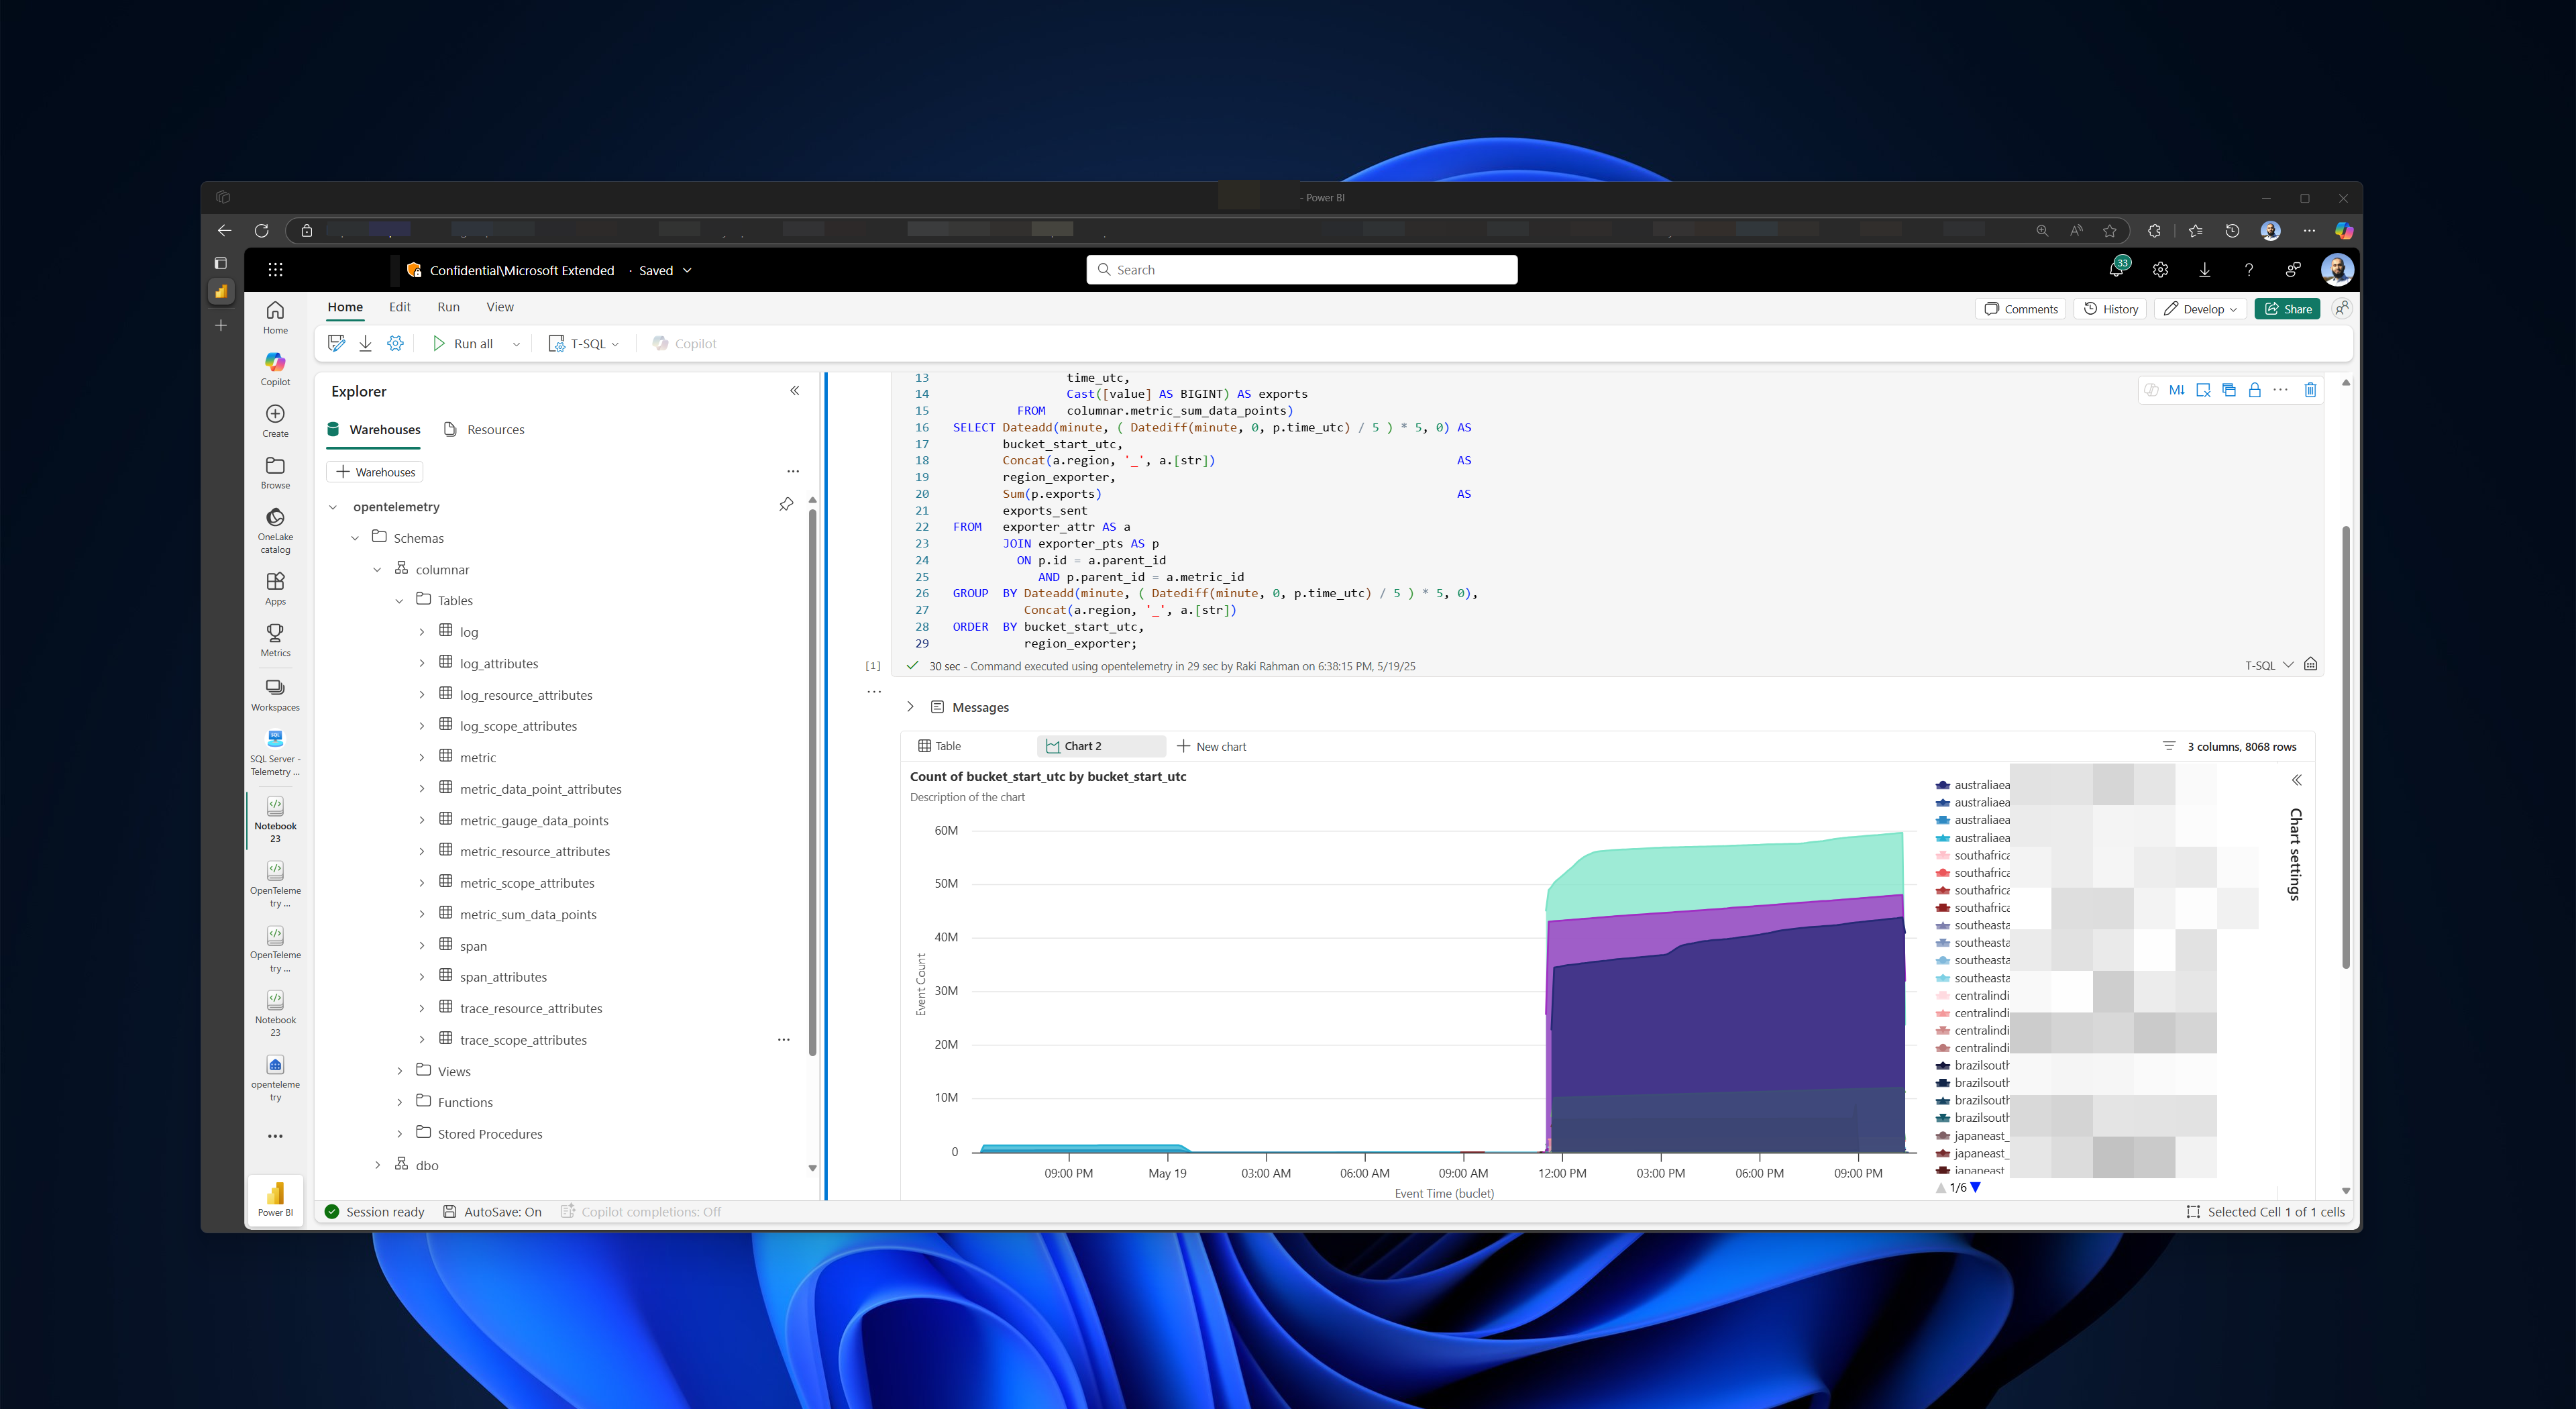 - Power BI
Confidential\Microsoft Extended · Saved
Search
33
Home
Edit
Run
View
Comments
History
Develop
Share
Run all
T-SQL
Copilot
Home
Copilot
Create
Browse
OneLake
catalog
Apps
Metrics
Workspaces
SQL
SQL Server -
Telemetry ...
Notebook
23
OpenTeleme
try ...
OpenTeleme
try ...
Notebook
23
openteleme
try
Power BI
Explorer
Warehouses
Resources
+ Warehouses
opentelemetry
Schemas
columnar
Tables
log
log_attributes
log_resource_attributes
log_scope_attributes
metric
metric_data_point_attributes
metric_gauge_data_points
metric_resource_attributes
metric_scope_attributes
metric_sum_data_points
span
span_attributes
trace_resource_attributes
trace_scope_attributes
Views
Functions
Stored Procedures
dbo
13 time_utc,
14 Cast([value] AS BIGINT) AS exports
15 FROM columnar.metric_sum_data_points)
16 SELECT Dateadd(minute, ( Datediff(minute, 0, p.time_utc) / 5 ) * 5, 0) AS
17 bucket_start_utc,
18 Concat(a.region, '_', a.[str]) AS
19 region_exporter,
20 Sum(p.exports) AS
21 exports_sent
22 FROM exporter_attr AS a
23 JOIN exporter_pts AS p
24 ON p.id = a.parent_id
25 AND p.parent_id = a.metric_id
26 GROUP BY Dateadd(minute, ( Datediff(minute, 0, p.time_utc) / 5 ) * 5, 0),
27 Concat(a.region, '_', a.[str])
28 ORDER BY bucket_start_utc,
29 region_exporter;
M↓
[1]
30 sec - Command executed using opentelemetry in 29 sec by Raki Rahman on 6:38:15 PM, 5/19/25
T-SQL
Messages
Table
Chart 2
+ New chart
3 columns, 8068 rows
Count of bucket_start_utc by bucket_start_utc
Description of the chart
60M
50M
40M
30M
20M
10M
0
Event Count
09:00 PM
May 19
03:00 AM
06:00 AM
09:00 AM
12:00 PM
03:00 PM
06:00 PM
09:00 PM
Event Time (buclet)
australiaea
australiaea
australiaea
australiaea
southafrica
southafrica
southafrica
southafrica
southeasta
southeasta
southeasta
southeasta
centralindi
centralindi
centralindi
centralindi
brazilsouth
brazilsouth
brazilsouth
brazilsouth
japaneast_
japaneast_
japaneast
1/6
Chart settings
Session ready
AutoSave: On
Copilot completions: Off
Selected Cell 1 of 1 cells